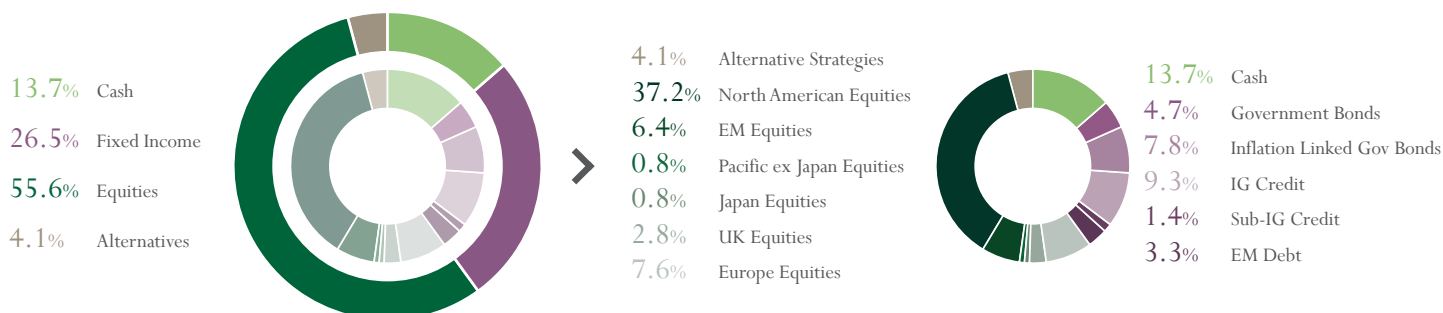 13.7% Cash
26.5% Fixed Income
55.6% Equities
4.1% Alternatives
4.1% Alternative Strategies
37.2% North American Equities
6.4% EM Equities
0.8% Pacific ex Japan Equities
0.8% Japan Equities
2.8% UK Equities
7.6% Europe Equities
13.7% Cash
4.7% Government Bonds
7.8% Inflation Linked Gov Bonds
9.3% IG Credit
1.4% Sub-IG Credit
3.3% EM Debt